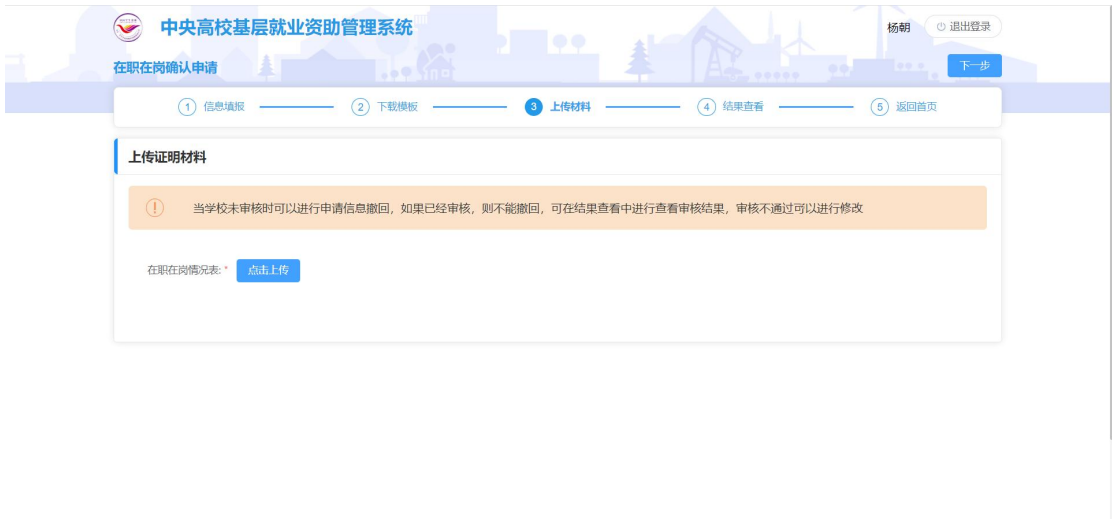 中央高校基层就业资助管理系统
杨朝
退出登录
在职在岗确认申请
下一步
1 信息填报
2 下载模板
3 上传材料
4 结果查看
5 返回首页
上传证明材料
当学校未审核时可以进行申请信息撤回，如果已经审核，则不能撤回，可在结果查看中进行查看审核结果，审核不通过可以进行修改
在职在岗情况表: * 点击上传